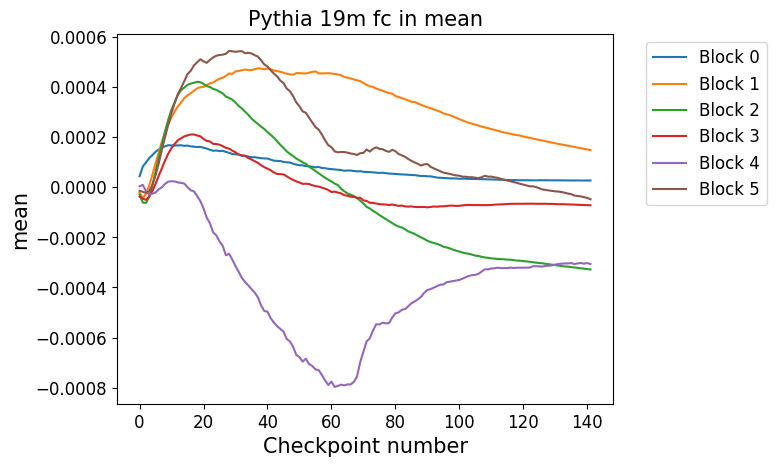 Pythia 19m fc in mean
0.0006
0.0004
0.0002
0.0000
−0.0002
−0.0004
−0.0006
−0.0008
mean
0 20 40 60 80 100 120 140
Checkpoint number
Block 0
Block 1
Block 2
Block 3
Block 4
Block 5